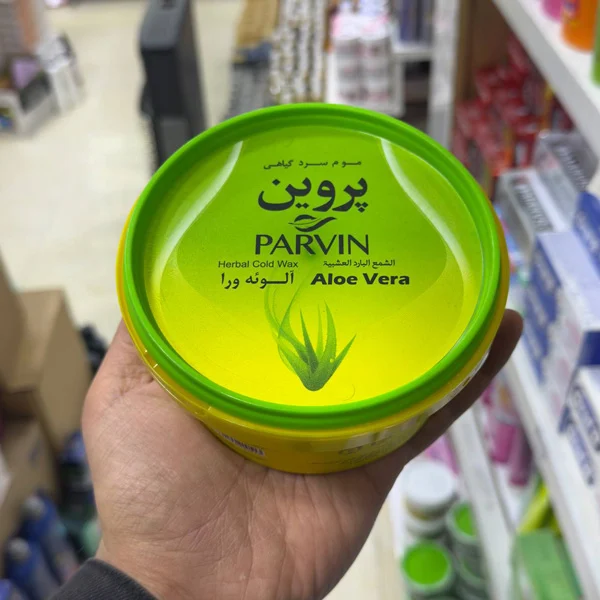 موم سرد گیاهی
پروین
PARVIN
Herbal Cold Wax الشمع البارد العشبية
آلوئه ورا Aloe Vera